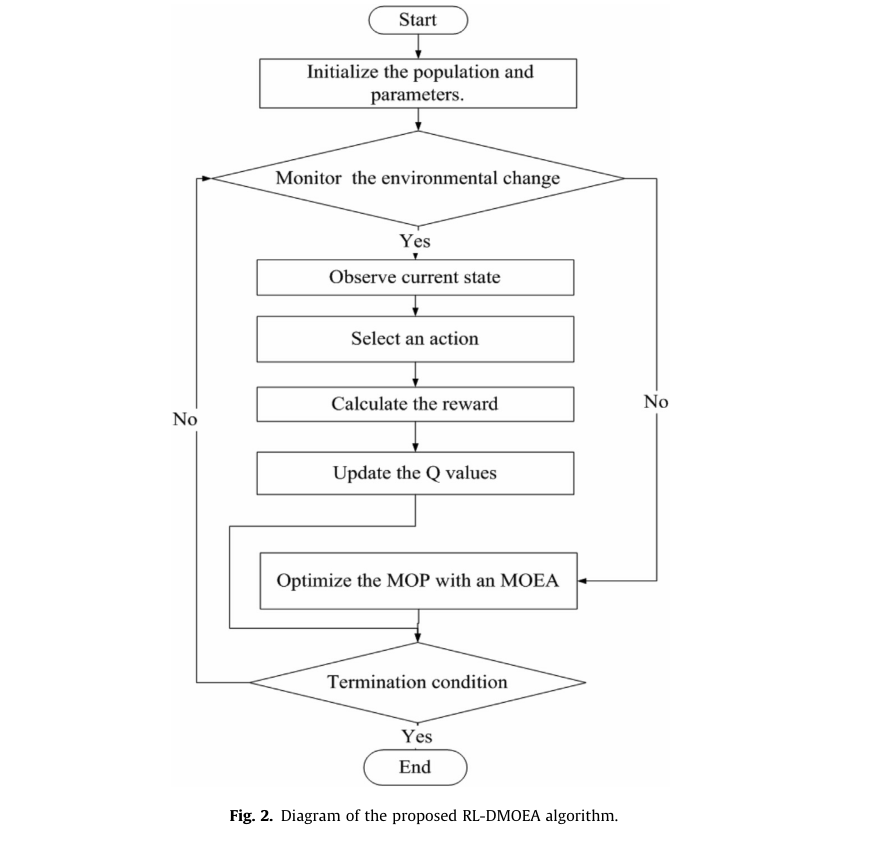 Start
Initialize the population and
parameters.
Monitor the environmental change
Yes
Observe current state
Select an action
Calculate the reward
No
No
Update the Q values
Optimize the MOP with an MOEA
Termination condition
Yes
End
Fig. 2. Diagram of the proposed RL-DMOEA algorithm.